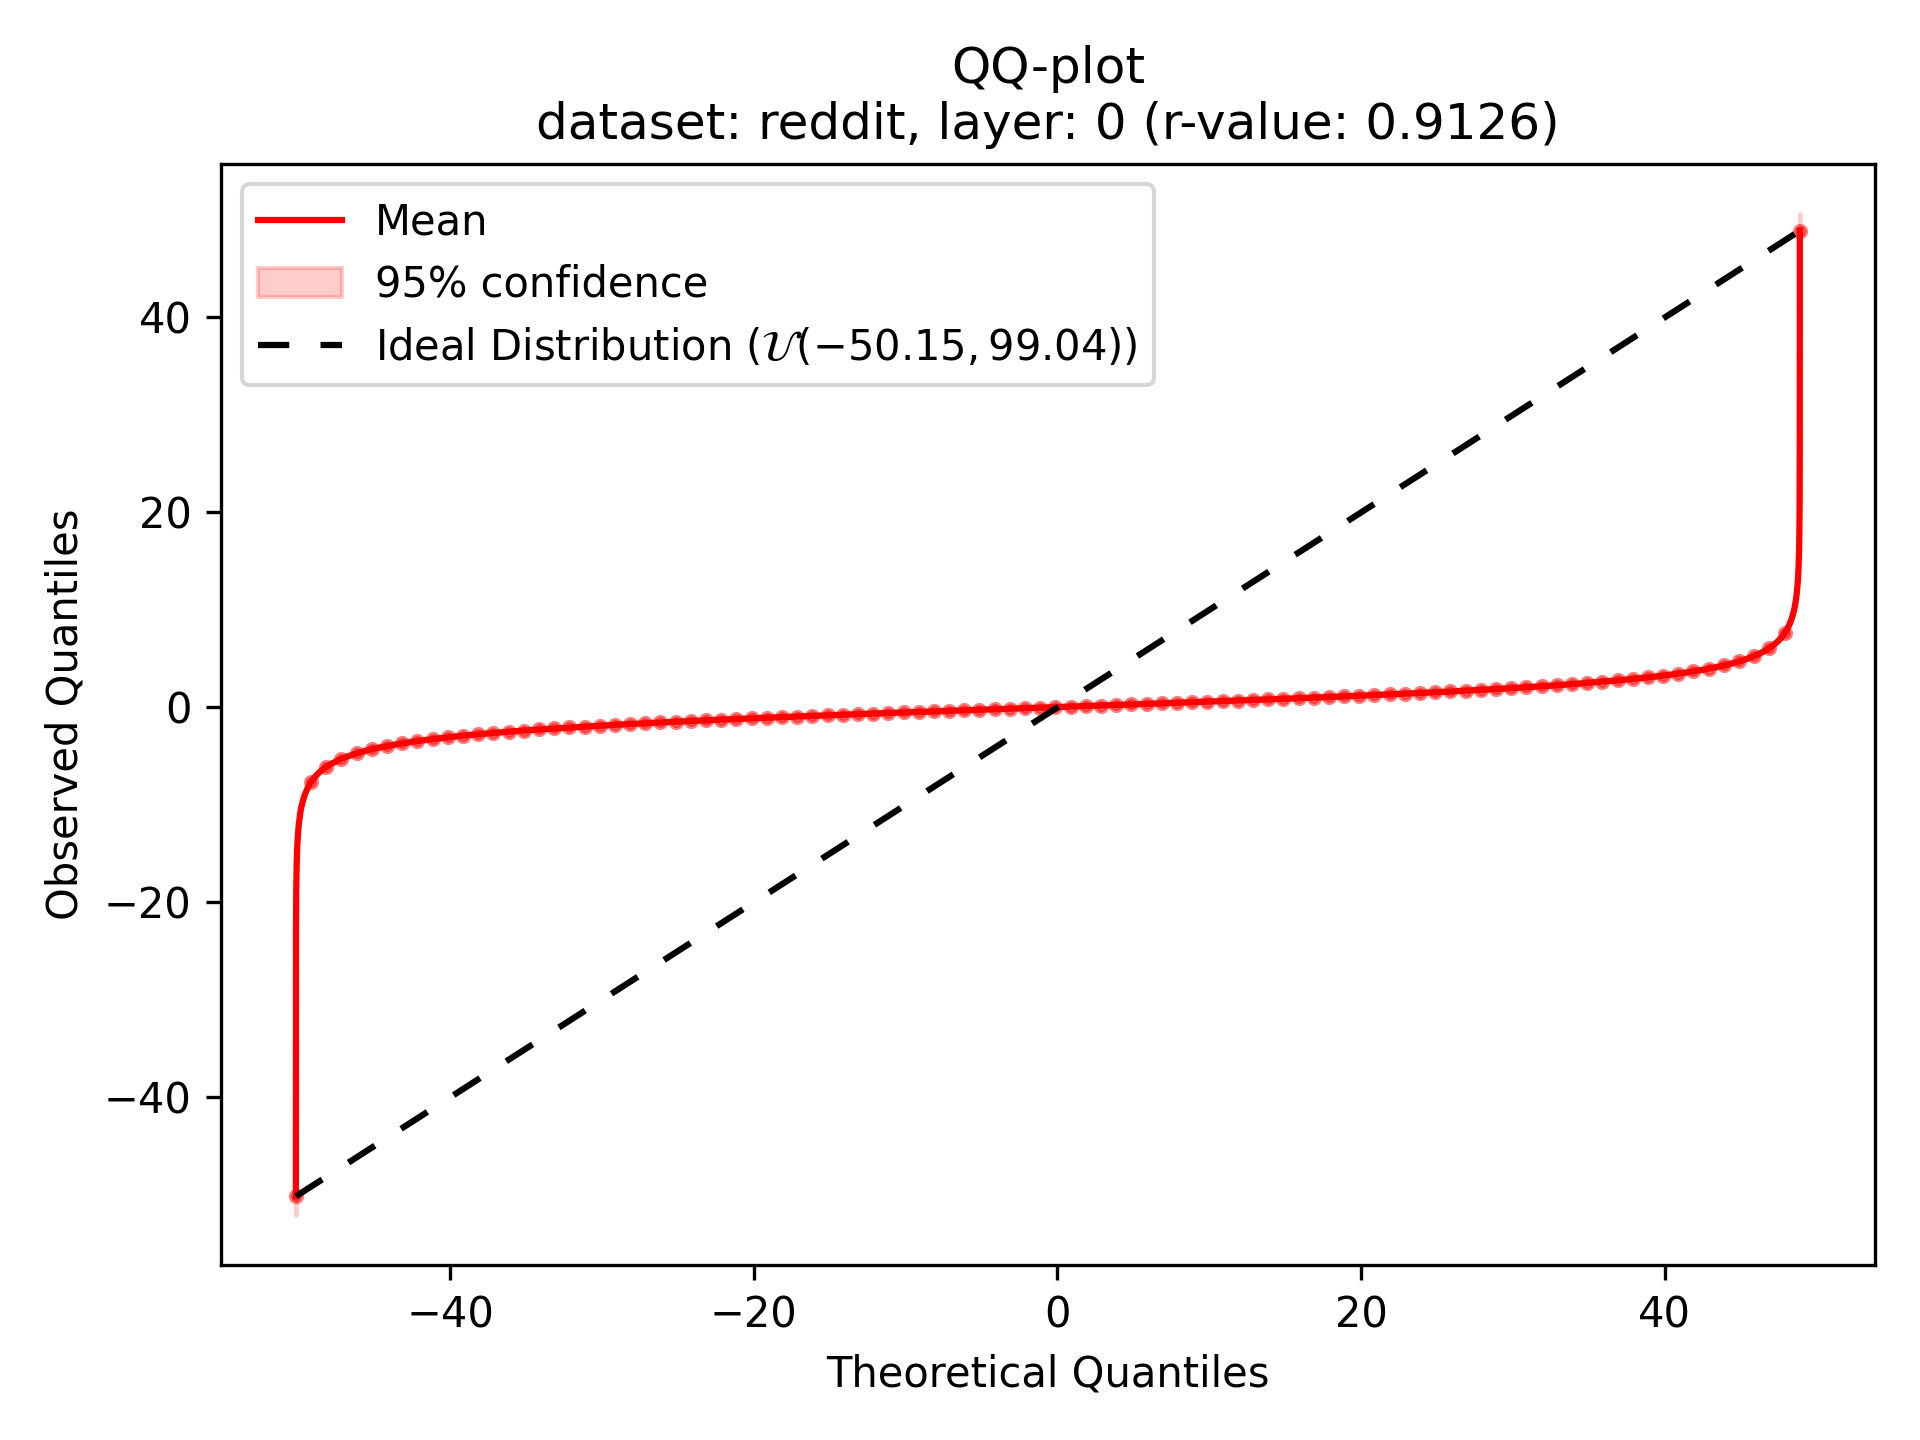 QQ-plot
dataset: reddit, layer: 0 (r-value: 0.9126)
Mean
95% confidence
Ideal Distribution (𝒰(−50.15, 99.04))
Observed Quantiles
40
20
0
−20
−40
−40
−20
0
20
40
Theoretical Quantiles